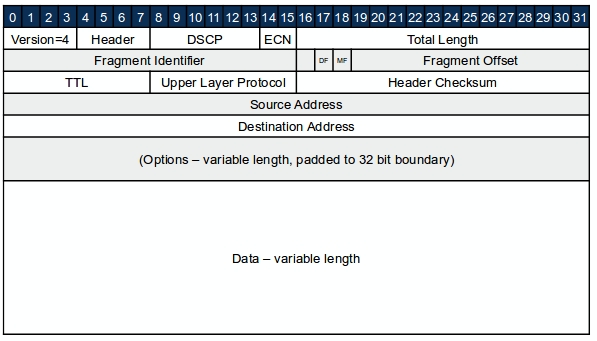 0 1 2 3 4 5 6 7 8 9 10 11 12 13 14 15 16 17 18 19 20 21 22 23 24 25 26 27 28 29 30 31
Version=4 Header DSCP ECN Total Length
Fragment Identifier DF MF Fragment Offset
TTL Upper Layer Protocol Header Checksum
Source Address
Destination Address
(Options – variable length, padded to 32 bit boundary)
Data – variable length